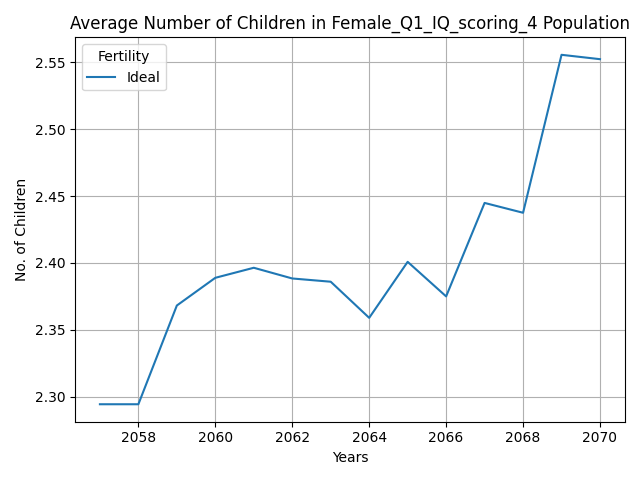 Average Number of Children in Female_Q1_IQ_scoring_4 Population
Fertility
Ideal
No. of Children
2.55
2.50
2.45
2.40
2.35
2.30
2058 2060 2062 2064 2066 2068 2070
Years